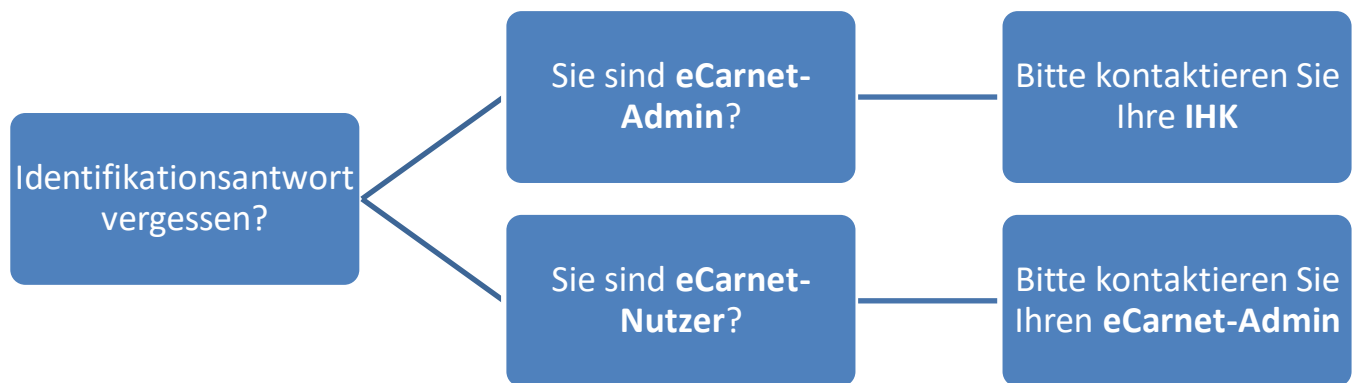 Identifikationsantwort
vergessen?
Sie sind eCarnet-
Admin?
Bitte kontaktieren Sie
Ihre IHK
Sie sind eCarnet-
Nutzer?
Bitte kontaktieren Sie
Ihren eCarnet-Admin